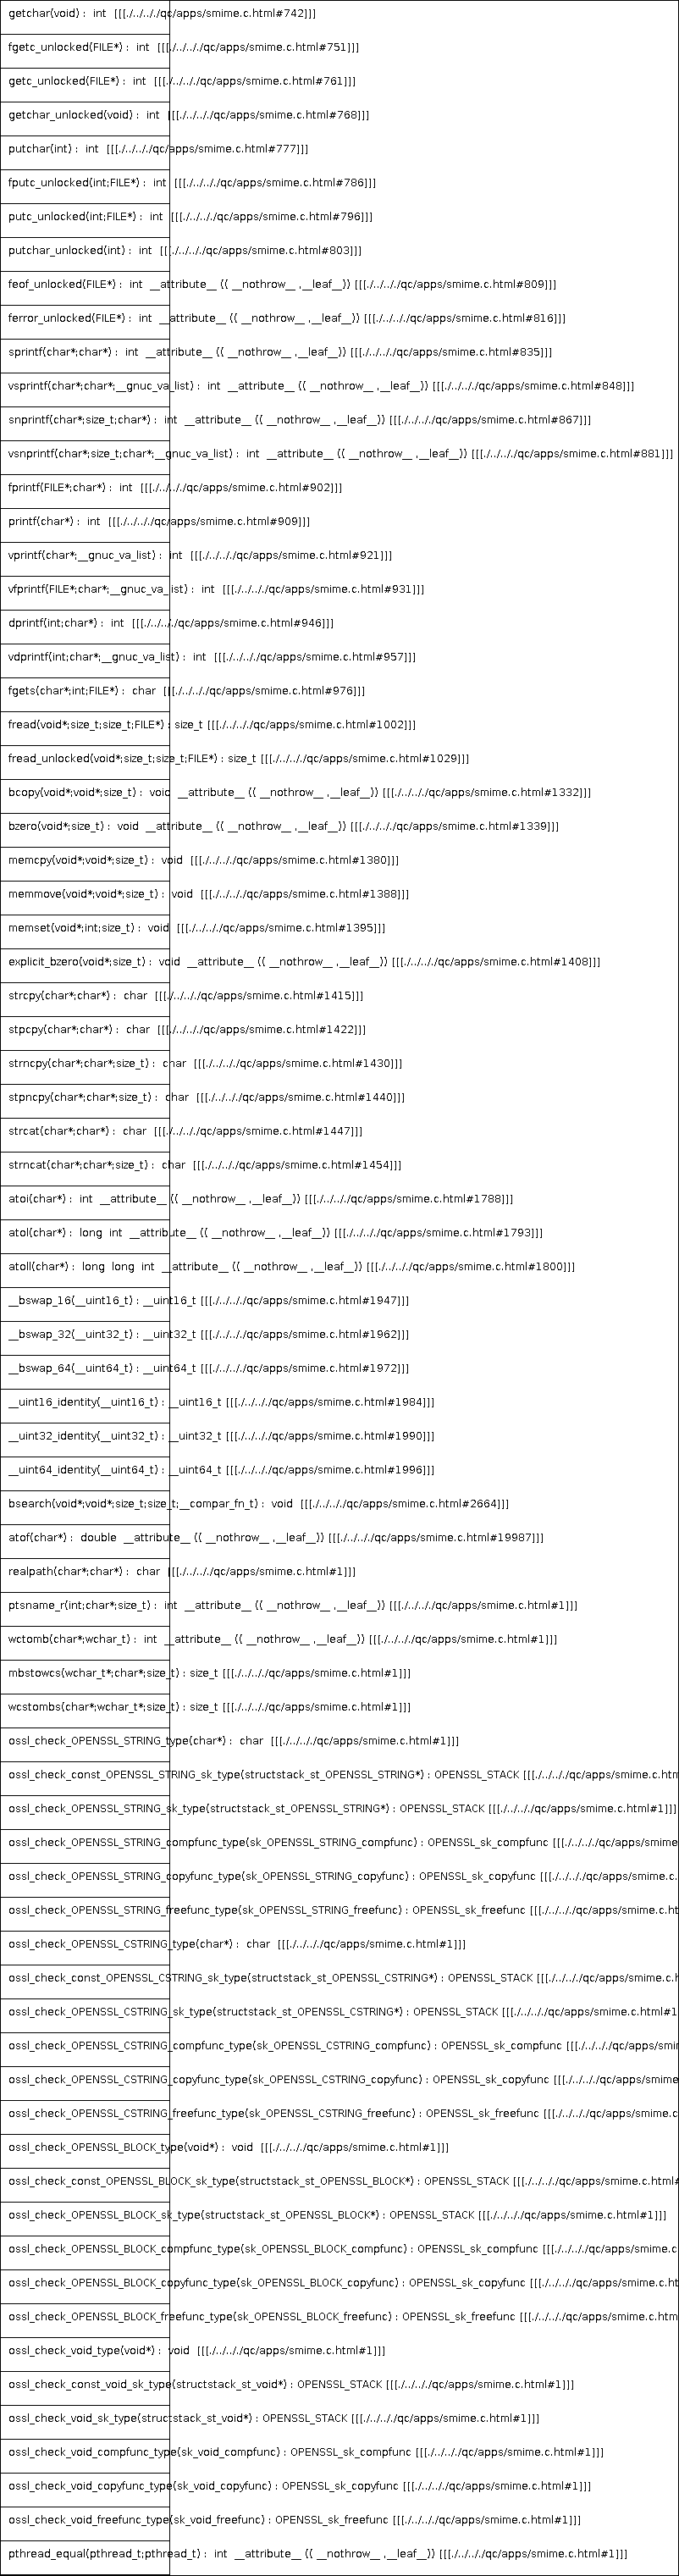 getchar(void) : int [[[./../.././qc/apps/smime.c.html#742]]]
fgetc_unlocked(FILE*) : int [[[./../.././qc/apps/smime.c.html#751]]]
getc_unlocked(FILE*) : int [[[./../.././qc/apps/smime.c.html#761]]]
getchar_unlocked(void) : int [[[./../.././qc/apps/smime.c.html#768]]]
putchar(int) : int [[[./../.././qc/apps/smime.c.html#777]]]
fputc_unlocked(int;FILE*) : int [[[./../.././qc/apps/smime.c.html#786]]]
putc_unlocked(int;FILE*) : int [[[./../.././qc/apps/smime.c.html#796]]]
putchar_unlocked(int) : int [[[./../.././qc/apps/smime.c.html#803]]]
feof_unlocked(FILE*) : int __attribute__ (( __nothrow__ ,__leaf__)) [[[./../.././qc/apps/smime.c.html#809]]]
ferror_unlocked(FILE*) : int __attribute__ (( __nothrow__ ,__leaf__)) [[[./../.././qc/apps/smime.c.html#816]]]
sprintf(char*;char*) : int __attribute__ (( __nothrow__ ,__leaf__)) [[[./../.././qc/apps/smime.c.html#835]]]
vsprintf(char*;char*;__gnuc_va_list) : int __attribute__ (( __nothrow__ ,__leaf__)) [[[./../.././qc/apps/smime.c.html#848]]]
snprintf(char*;size_t;char*) : int __attribute__ (( __nothrow__ ,__leaf__)) [[[./../.././qc/apps/smime.c.html#867]]]
vsnprintf(char*;size_t;char*;__gnuc_va_list) : int __attribute__ (( __nothrow__ ,__leaf__)) [[[./../.././qc/apps/smime.c.html#881]]]
fprintf(FILE*;char*) : int [[[./../.././qc/apps/smime.c.html#902]]]
printf(char*) : int [[[./../.././qc/apps/smime.c.html#909]]]
vprintf(char*;__gnuc_va_list) : int [[[./../.././qc/apps/smime.c.html#921]]]
vfprintf(FILE*;char*;__gnuc_va_list) : int [[[./../.././qc/apps/smime.c.html#931]]]
dprintf(int;char*) : int [[[./../.././qc/apps/smime.c.html#946]]]
vdprintf(int;char*;__gnuc_va_list) : int [[[./../.././qc/apps/smime.c.html#957]]]
fgets(char*;int;FILE*) : char [[[./../.././qc/apps/smime.c.html#976]]]
fread(void*;size_t;size_t;FILE*) : size_t [[[./../.././qc/apps/smime.c.html#1002]]]
fread_unlocked(void*;size_t;size_t;FILE*) : size_t [[[./../.././qc/apps/smime.c.html#1029]]]
bcopy(void*;void*;size_t) : void __attribute__ (( __nothrow__ ,__leaf__)) [[[./../.././qc/apps/smime.c.html#1332]]]
bzero(void*;size_t) : void __attribute__ (( __nothrow__ ,__leaf__)) [[[./../.././qc/apps/smime.c.html#1339]]]
memcpy(void*;void*;size_t) : void [[[./../.././qc/apps/smime.c.html#1380]]]
memmove(void*;void*;size_t) : void [[[./../.././qc/apps/smime.c.html#1388]]]
memset(void*;int;size_t) : void [[[./../.././qc/apps/smime.c.html#1395]]]
explicit_bzero(void*;size_t) : void __attribute__ (( __nothrow__ ,__leaf__)) [[[./../.././qc/apps/smime.c.html#1408]]]
strcpy(char*;char*) : char [[[./../.././qc/apps/smime.c.html#1415]]]
stpcpy(char*;char*) : char [[[./../.././qc/apps/smime.c.html#1422]]]
strncpy(char*;char*;size_t) : char [[[./../.././qc/apps/smime.c.html#1430]]]
stpncpy(char*;char*;size_t) : char [[[./../.././qc/apps/smime.c.html#1440]]]
strcat(char*;char*) : char [[[./../.././qc/apps/smime.c.html#1447]]]
strncat(char*;char*;size_t) : char [[[./../.././qc/apps/smime.c.html#1454]]]
atoi(char*) : int __attribute__ (( __nothrow__ ,__leaf__)) [[[./../.././qc/apps/smime.c.html#1788]]]
atol(char*) : long int __attribute__ (( __nothrow__ ,__leaf__)) [[[./../.././qc/apps/smime.c.html#1793]]]
atoll(char*) : long long int __attribute__ (( __nothrow__ ,__leaf__)) [[[./../.././qc/apps/smime.c.html#1800]]]
__bswap_16(__uint16_t) : __uint16_t [[[./../.././qc/apps/smime.c.html#1947]]]
__bswap_32(__uint32_t) : __uint32_t [[[./../.././qc/apps/smime.c.html#1962]]]
__bswap_64(__uint64_t) : __uint64_t [[[./../.././qc/apps/smime.c.html#1972]]]
__uint16_identity(__uint16_t) : __uint16_t [[[./../.././qc/apps/smime.c.html#1984]]]
__uint32_identity(__uint32_t) : __uint32_t [[[./../.././qc/apps/smime.c.html#1990]]]
__uint64_identity(__uint64_t) : __uint64_t [[[./../.././qc/apps/smime.c.html#1996]]]
bsearch(void*;void*;size_t;size_t;__compar_fn_t) : void [[[./../.././qc/apps/smime.c.html#2664]]]
atof(char*) : double __attribute__ (( __nothrow__ ,__leaf__)) [[[./../.././qc/apps/smime.c.html#19987]]]
realpath(char*;char*) : char [[[./../.././qc/apps/smime.c.html#1]]]
ptsname_r(int;char*;size_t) : int __attribute__ (( __nothrow__ ,__leaf__)) [[[./../.././qc/apps/smime.c.html#1]]]
wctomb(char*;wchar_t) : int __attribute__ (( __nothrow__ ,__leaf__)) [[[./../.././qc/apps/smime.c.html#1]]]
mbstowcs(wchar_t*;char*;size_t) : size_t [[[./../.././qc/apps/smime.c.html#1]]]
wcstombs(char*;wchar_t*;size_t) : size_t [[[./../.././qc/apps/smime.c.html#1]]]
ossl_check_OPENSSL_STRING_type(char*) : char [[[./../.././qc/apps/smime.c.html#1]]]
ossl_check_const_OPENSSL_STRING_sk_type(structstack_st_OPENSSL_STRING*) : OPENSSL_STACK [[[./../.././qc/apps/smime.c.htm
ossl_check_OPENSSL_STRING_sk_type(structstack_st_OPENSSL_STRING*) : OPENSSL_STACK [[[./../.././qc/apps/smime.c.html#1]]]
ossl_check_OPENSSL_STRING_compfunc_type(sk_OPENSSL_STRING_compfunc) : OPENSSL_sk_compfunc [[[./../.././qc/apps/smime
ossl_check_OPENSSL_STRING_copyfunc_type(sk_OPENSSL_STRING_copyfunc) : OPENSSL_sk_copyfunc [[[./../.././qc/apps/smime.c.
ossl_check_OPENSSL_STRING_freefunc_type(sk_OPENSSL_STRING_freefunc) : OPENSSL_sk_freefunc [[[./../.././qc/apps/smime.c.ht
ossl_check_OPENSSL_CSTRING_type(char*) : char [[[./../.././qc/apps/smime.c.html#1]]]
ossl_check_const_OPENSSL_CSTRING_sk_type(structstack_st_OPENSSL_CSTRING*) : OPENSSL_STACK [[[./../.././qc/apps/smime.c.h
ossl_check_OPENSSL_CSTRING_sk_type(structstack_st_OPENSSL_CSTRING*) : OPENSSL_STACK [[[./../.././qc/apps/smime.c.html#1
ossl_check_OPENSSL_CSTRING_compfunc_type(sk_OPENSSL_CSTRING_compfunc) : OPENSSL_sk_compfunc [[[./../.././qc/apps/smi
ossl_check_OPENSSL_CSTRING_copyfunc_type(sk_OPENSSL_CSTRING_copyfunc) : OPENSSL_sk_copyfunc [[[./../.././qc/apps/smime
ossl_check_OPENSSL_CSTRING_freefunc_type(sk_OPENSSL_CSTRING_freefunc) : OPENSSL_sk_freefunc [[[./../.././qc/apps/smime.c
ossl_check_OPENSSL_BLOCK_type(void*) : void [[[./../.././qc/apps/smime.c.html#1]]]
ossl_check_const_OPENSSL_BLOCK_sk_type(structstack_st_OPENSSL_BLOCK*) : OPENSSL_STACK [[[./../.././qc/apps/smime.c.html#
ossl_check_OPENSSL_BLOCK_sk_type(structstack_st_OPENSSL_BLOCK*) : OPENSSL_STACK [[[./../.././qc/apps/smime.c.html#1]]]
ossl_check_OPENSSL_BLOCK_compfunc_type(sk_OPENSSL_BLOCK_compfunc) : OPENSSL_sk_compfunc [[[./../.././qc/apps/smime.c
ossl_check_OPENSSL_BLOCK_copyfunc_type(sk_OPENSSL_BLOCK_copyfunc) : OPENSSL_sk_copyfunc [[[./../.././qc/apps/smime.c.ht
ossl_check_OPENSSL_BLOCK_freefunc_type(sk_OPENSSL_BLOCK_freefunc) : OPENSSL_sk_freefunc [[[./../.././qc/apps/smime.c.htm
ossl_check_void_type(void*) : void [[[./../.././qc/apps/smime.c.html#1]]]
ossl_check_const_void_sk_type(structstack_st_void*) : OPENSSL_STACK [[[./../.././qc/apps/smime.c.html#1]]]
ossl_check_void_sk_type(structstack_st_void*) : OPENSSL_STACK [[[./../.././qc/apps/smime.c.html#1]]]
ossl_check_void_compfunc_type(sk_void_compfunc) : OPENSSL_sk_compfunc [[[./../.././qc/apps/smime.c.html#1]]]
ossl_check_void_copyfunc_type(sk_void_copyfunc) : OPENSSL_sk_copyfunc [[[./../.././qc/apps/smime.c.html#1]]]
ossl_check_void_freefunc_type(sk_void_freefunc) : OPENSSL_sk_freefunc [[[./../.././qc/apps/smime.c.html#1]]]
pthread_equal(pthread_t;pthread_t) : int __attribute__ (( __nothrow__ ,__leaf__)) [[[./../.././qc/apps/smime.c.html#1]]]